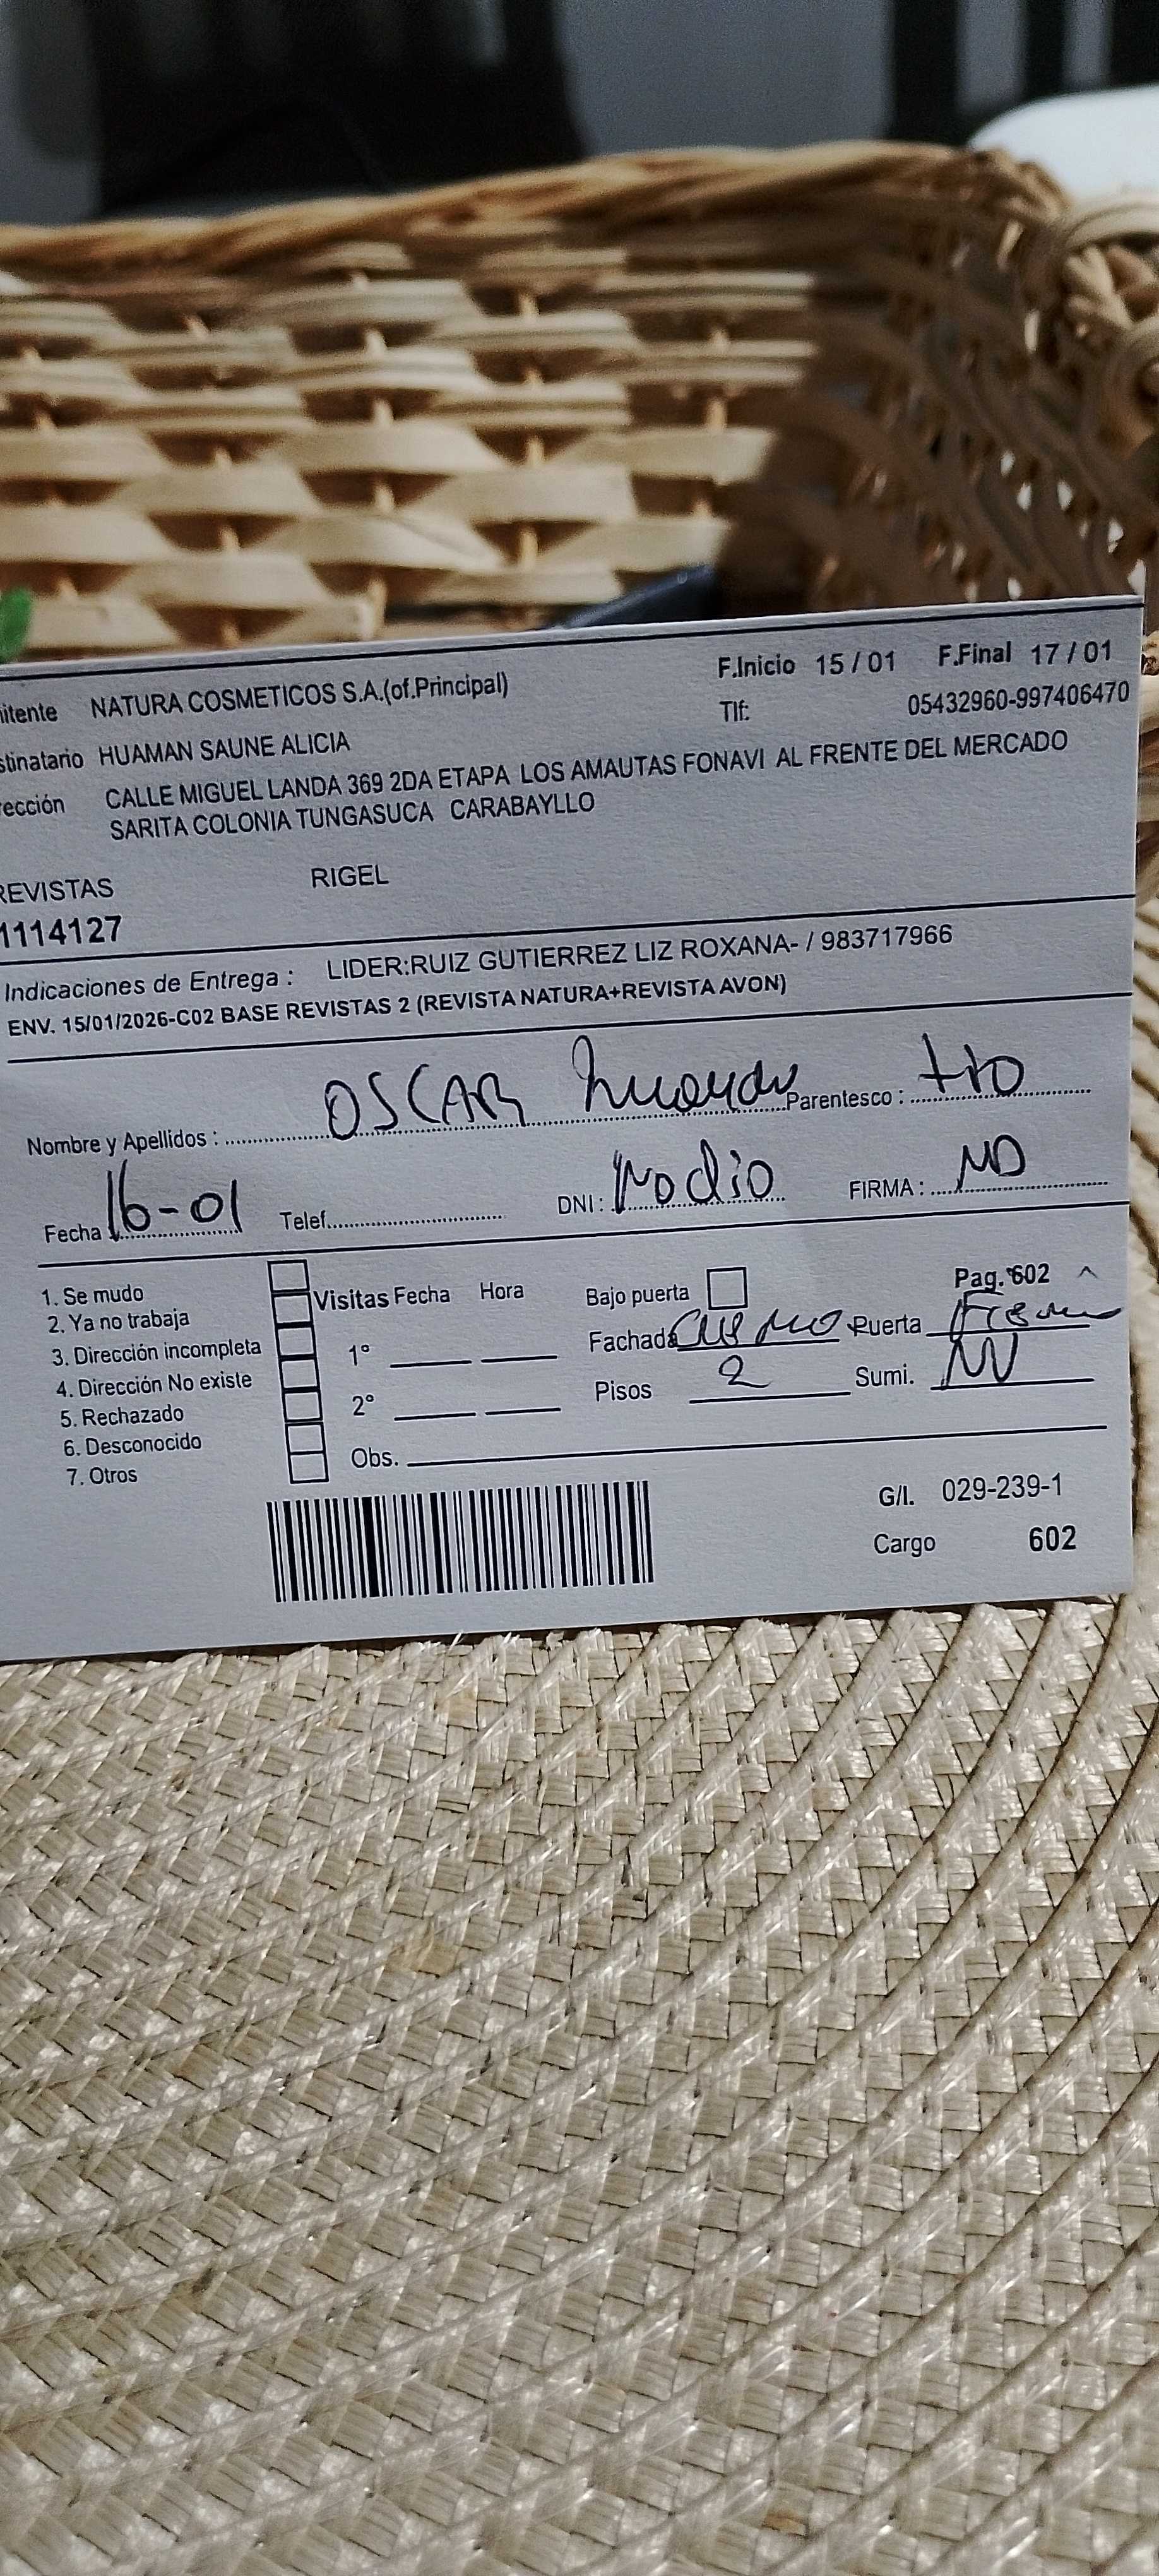 itente NATURA COSMETICOS S.A.(of.Principal) F.Inicio 15 / 01 F.Final 17 / 01
Tlf: 05432960-997406470
stinatario HUAMAN SAUNE ALICIA
rección CALLE MIGUEL LANDA 369 2DA ETAPA LOS AMAUTAS FONAVI AL FRENTE DEL MERCADO
SARITA COLONIA TUNGASUCA CARABAYLLO
REVISTAS RIGEL
1114127
Indicaciones de Entrega : LIDER:RUIZ GUTIERREZ LIZ ROXANA- / 983717966
ENV. 15/01/2026-C02 BASE REVISTAS 2 (REVISTA NATURA+REVISTA AVON)
Nombre y Apellidos : OSCAR Parentesco : tio
Fecha 16-01 Telef. DNI : No dio FIRMA : ND
1. Se mudo
2. Ya no trabaja
3. Dirección incompleta
4. Dirección No existe
5. Rechazado
6. Desconocido
7. Otros
Visitas Fecha Hora
1°
2°
Obs.
Bajo puerta Pag. 602
Fachada Puerta
Pisos 2 Sumi.
G/I. 029-239-1
Cargo 602